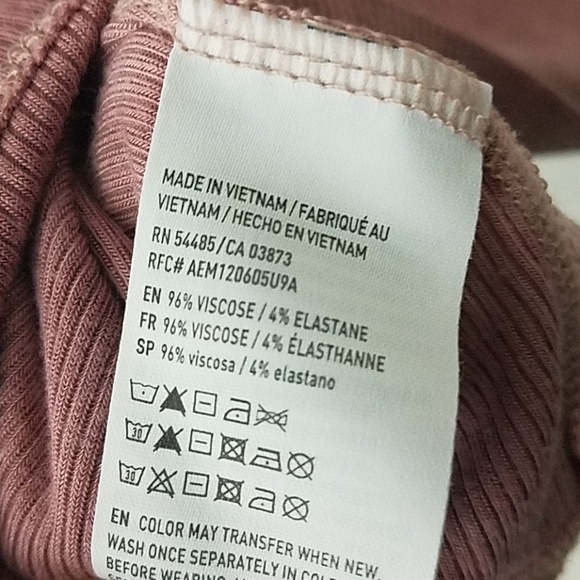 MADE IN VIETNAM / FABRIQUÉ AU
VIETNAM / HECHO EN VIETNAM
RN 54485/CA 03873
RFC# AEM120605U9A
EN 96% VISCOSE / 4% ELASTANE
FR 96% VISCOSE / 4% ÉLASTHANNE
SP 96% viscosa / 4% elastano
30
30
EN COLOR MAY TRANSFER WHEN NEW.
WASH ONCE SEPARATELY IN
BEFORE WEARING.